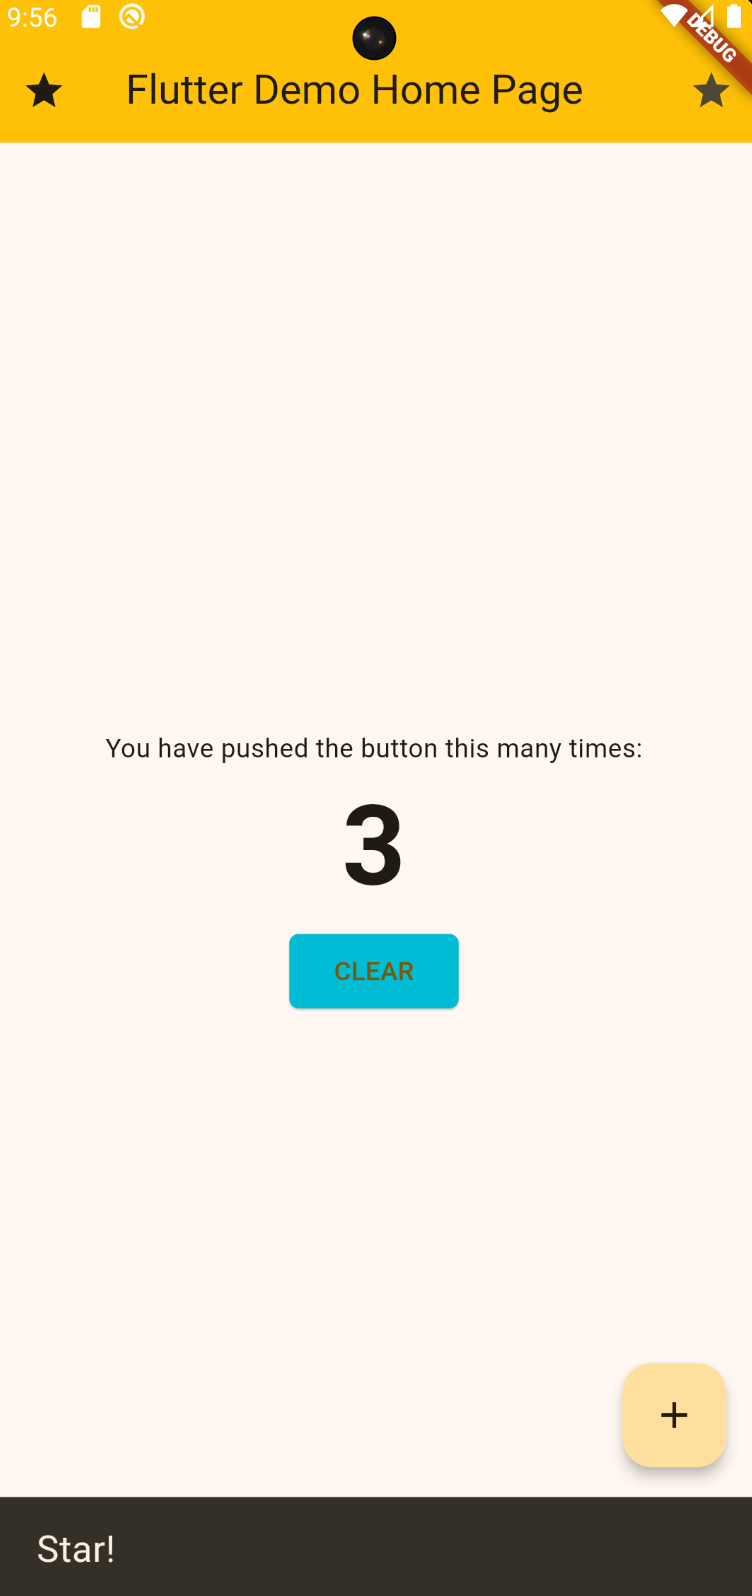 9:56
DEBUG
Flutter Demo Home Page
You have pushed the button this many times:
3
CLEAR
+
Star!